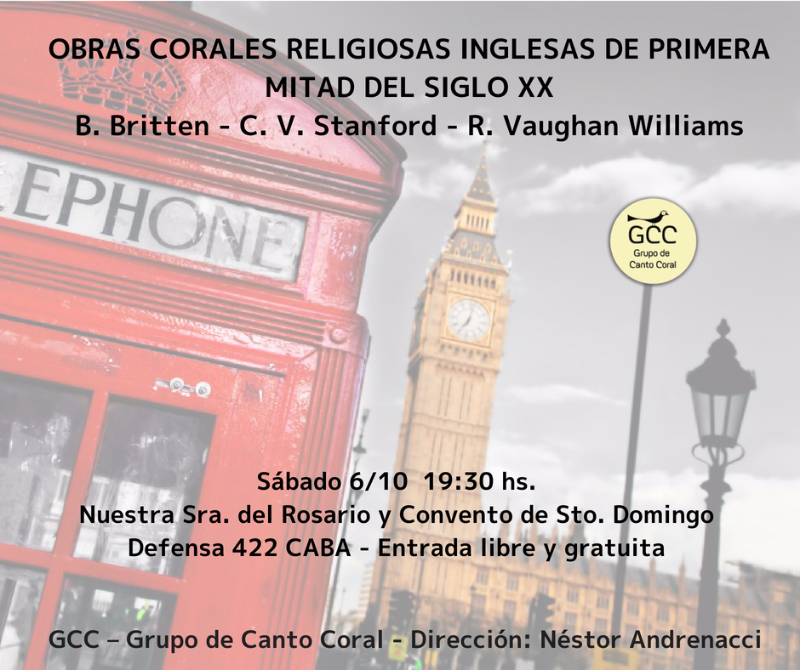 OBRAS CORALES RELIGIOSAS INGLESAS DE PRIMERA
MITAD DEL SIGLO XX
B. Britten - C. V. Stanford - R. Vaughan Williams
EPHONE
GCC
Grupo de
Canto Coral
Sábado 6/10 19:30 hs.
Nuestra Sra. del Rosario y Convento de Sto. Domingo
Defensa 422 CABA - Entrada libre y gratuita
GCC – Grupo de Canto Coral - Dirección: Néstor Andrenacci